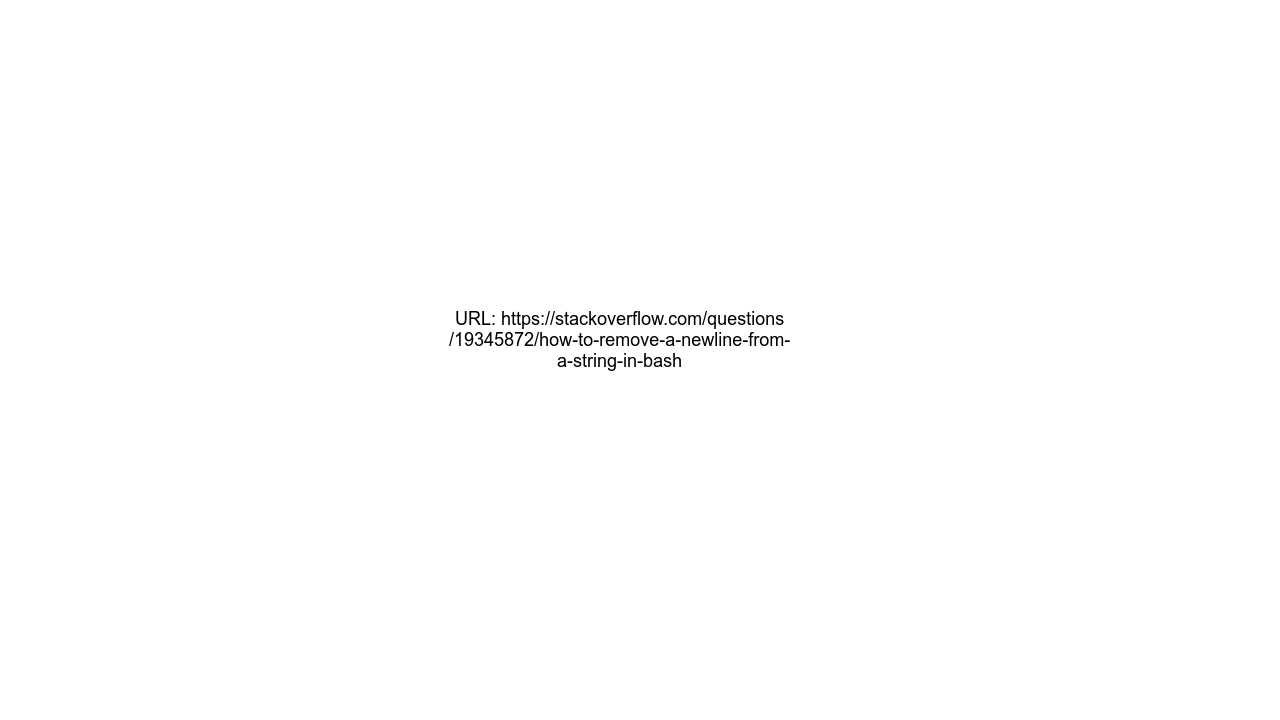 URL: https://stackoverflow.com/questions
/19345872/how-to-remove-a-newline-from-
a-string-in-bash